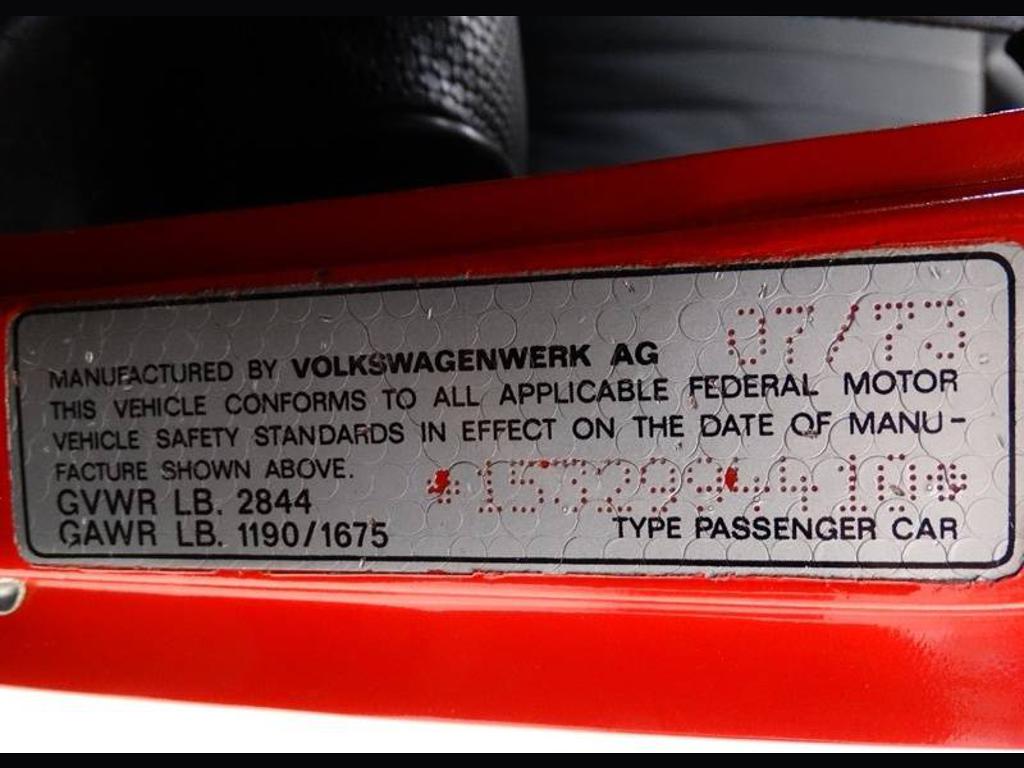 07/73
MANUFACTURED BY VOLKSWAGENWERK AG
THIS VEHICLE CONFORMS TO ALL APPLICABLE FEDERAL MOTOR
VEHICLE SAFETY STANDARDS IN EFFECT ON THE DATE OF MANU-
FACTURE SHOWN ABOVE.
*1532994410*
GVWR LB. 2844
GAWR LB. 1190/1675
TYPE PASSENGER CAR